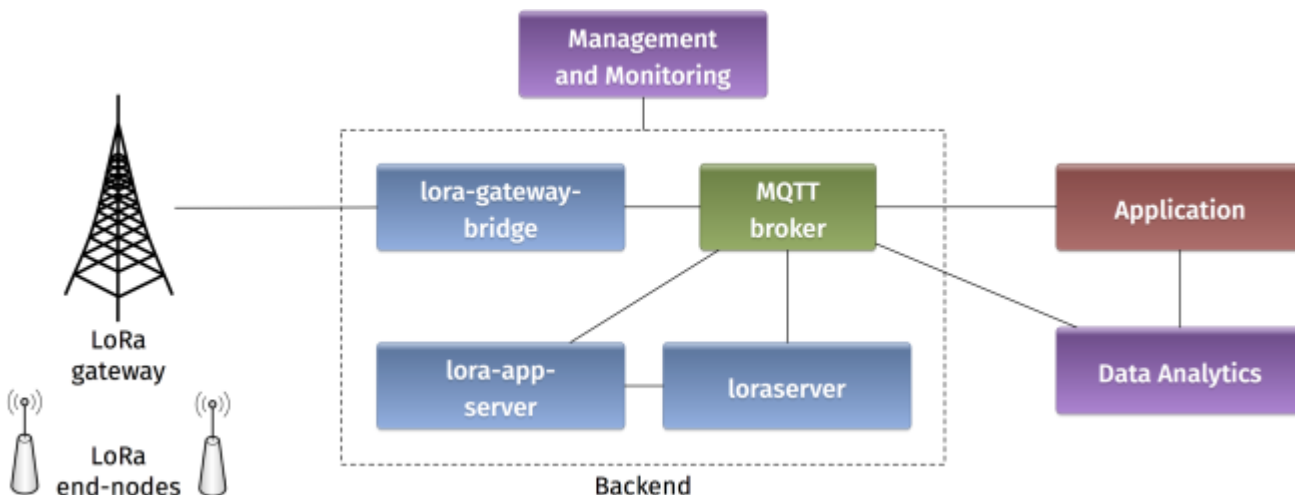 Management
and Monitoring
lora-gateway-
bridge
MQTT
broker
Application
LoRa
gateway
lora-app-
server
loraserver
Data Analytics
LoRa
end-nodes
Backend